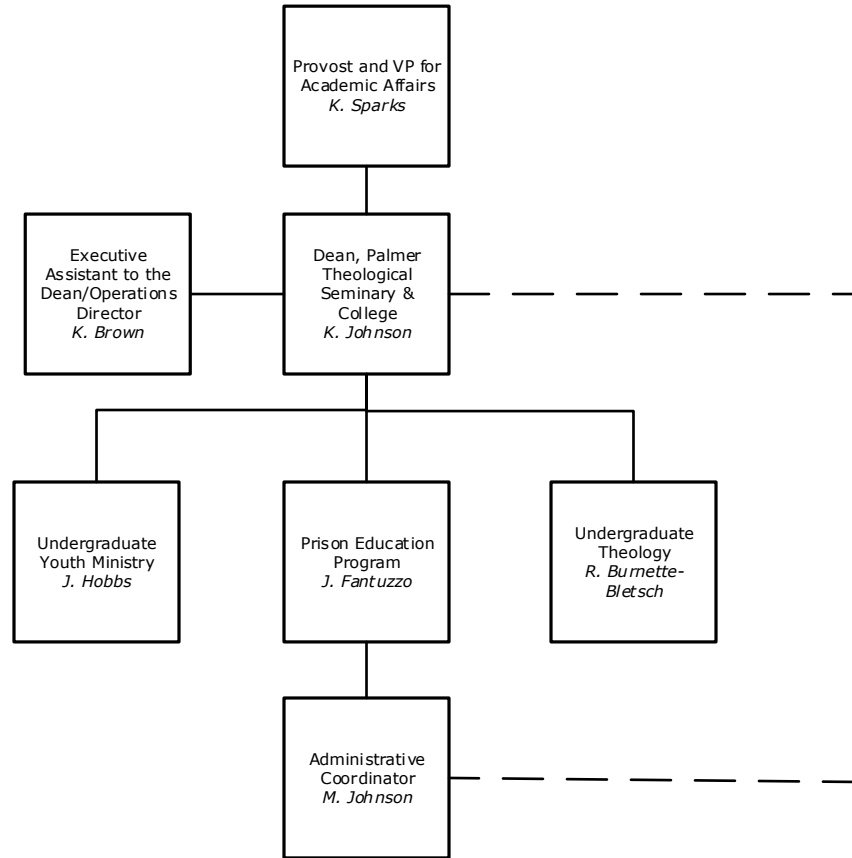 Provost and VP for
Academic Affairs
K. Sparks
Executive
Assistant to the
Dean/Operations
Director
K. Brown
Dean, Palmer
Theological
Seminary &
College
K. Johnson
Undergraduate
Youth Ministry
J. Hobbs
Prison Education
Program
J. Fantuzzo
Undergraduate
Theology
R. Burnette-
Bletsch
Administrative
Coordinator
M. Johnson